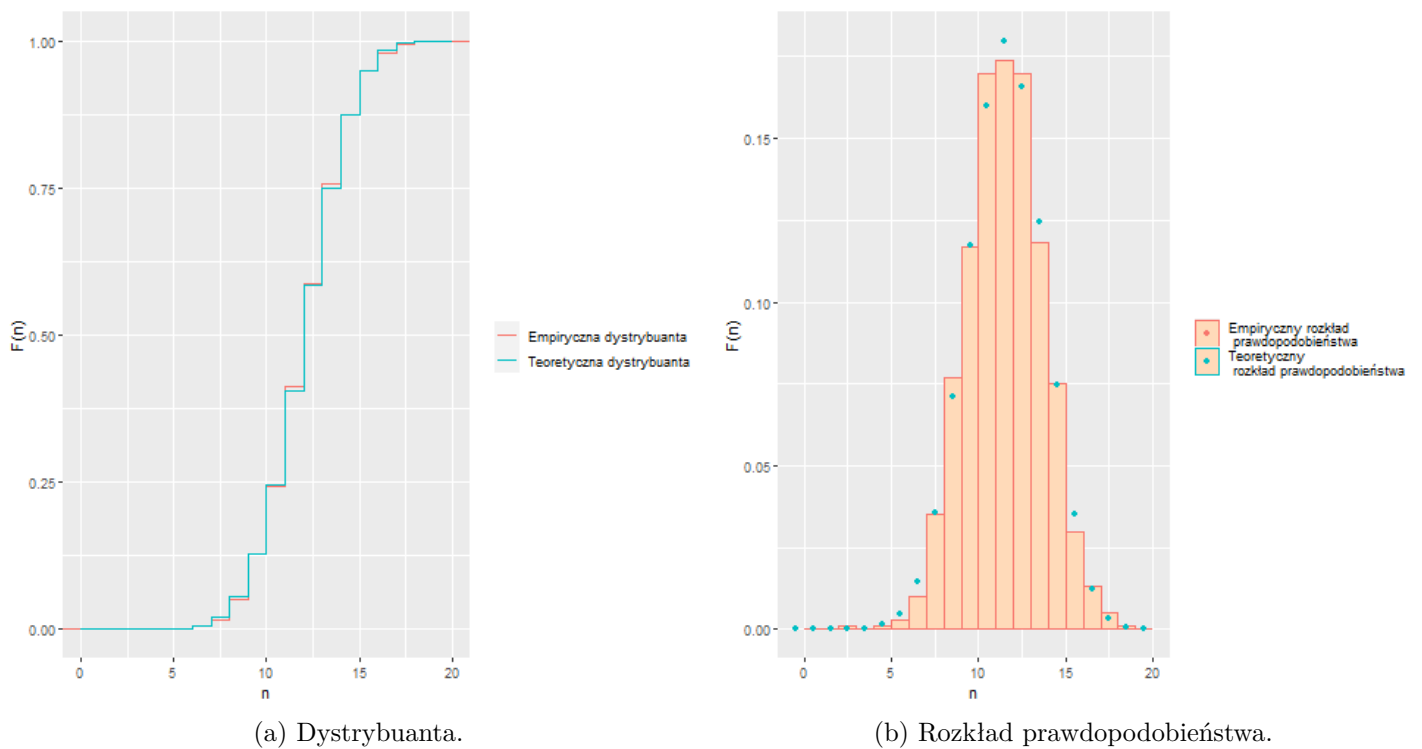 1.00
0.75
0.50
0.25
0.00
F(n)
0
5
10
15
20
n
Empiryczna dystrybuanta
Teoretyczna dystrybuanta
(a) Dystrybuanta.
0.15
0.10
0.05
0.00
F(n)
0
5
10
15
20
n
Empiryczny rozkład
prawdopodobieństwa
Teoretyczny
rozkład prawdopodobieństwa
(b) Rozkład prawdopodobieństwa.